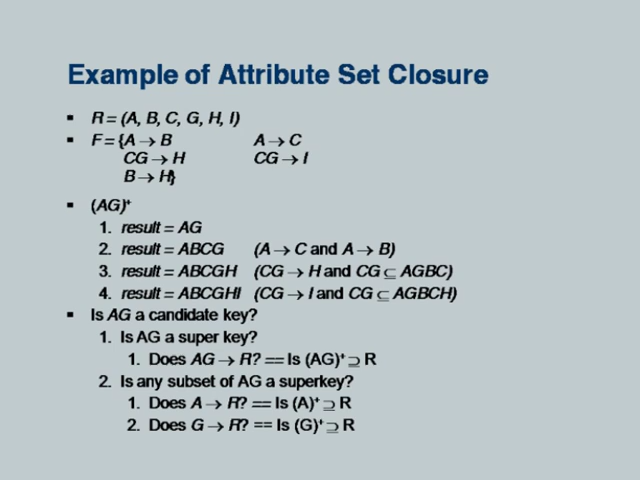 Example of Attribute Set Closure
▪ R = (A, B, C, G, H, I)
▪ F = {A → B A → C
CG → H CG → I
B → H}
▪ (AG)⁺
1. result = AG
2. result = ABCG (A → C and A → B)
3. result = ABCGH (CG → H and CG ⊆ AGBC)
4. result = ABCGHI (CG → I and CG ⊆ AGBCH)
▪ Is AG a candidate key?
1. Is AG a super key?
1. Does AG → R? == Is (AG)⁺ ⊇ R
2. Is any subset of AG a superkey?
1. Does A → R? == Is (A)⁺ ⊇ R
2. Does G → R? == Is (G)⁺ ⊇ R